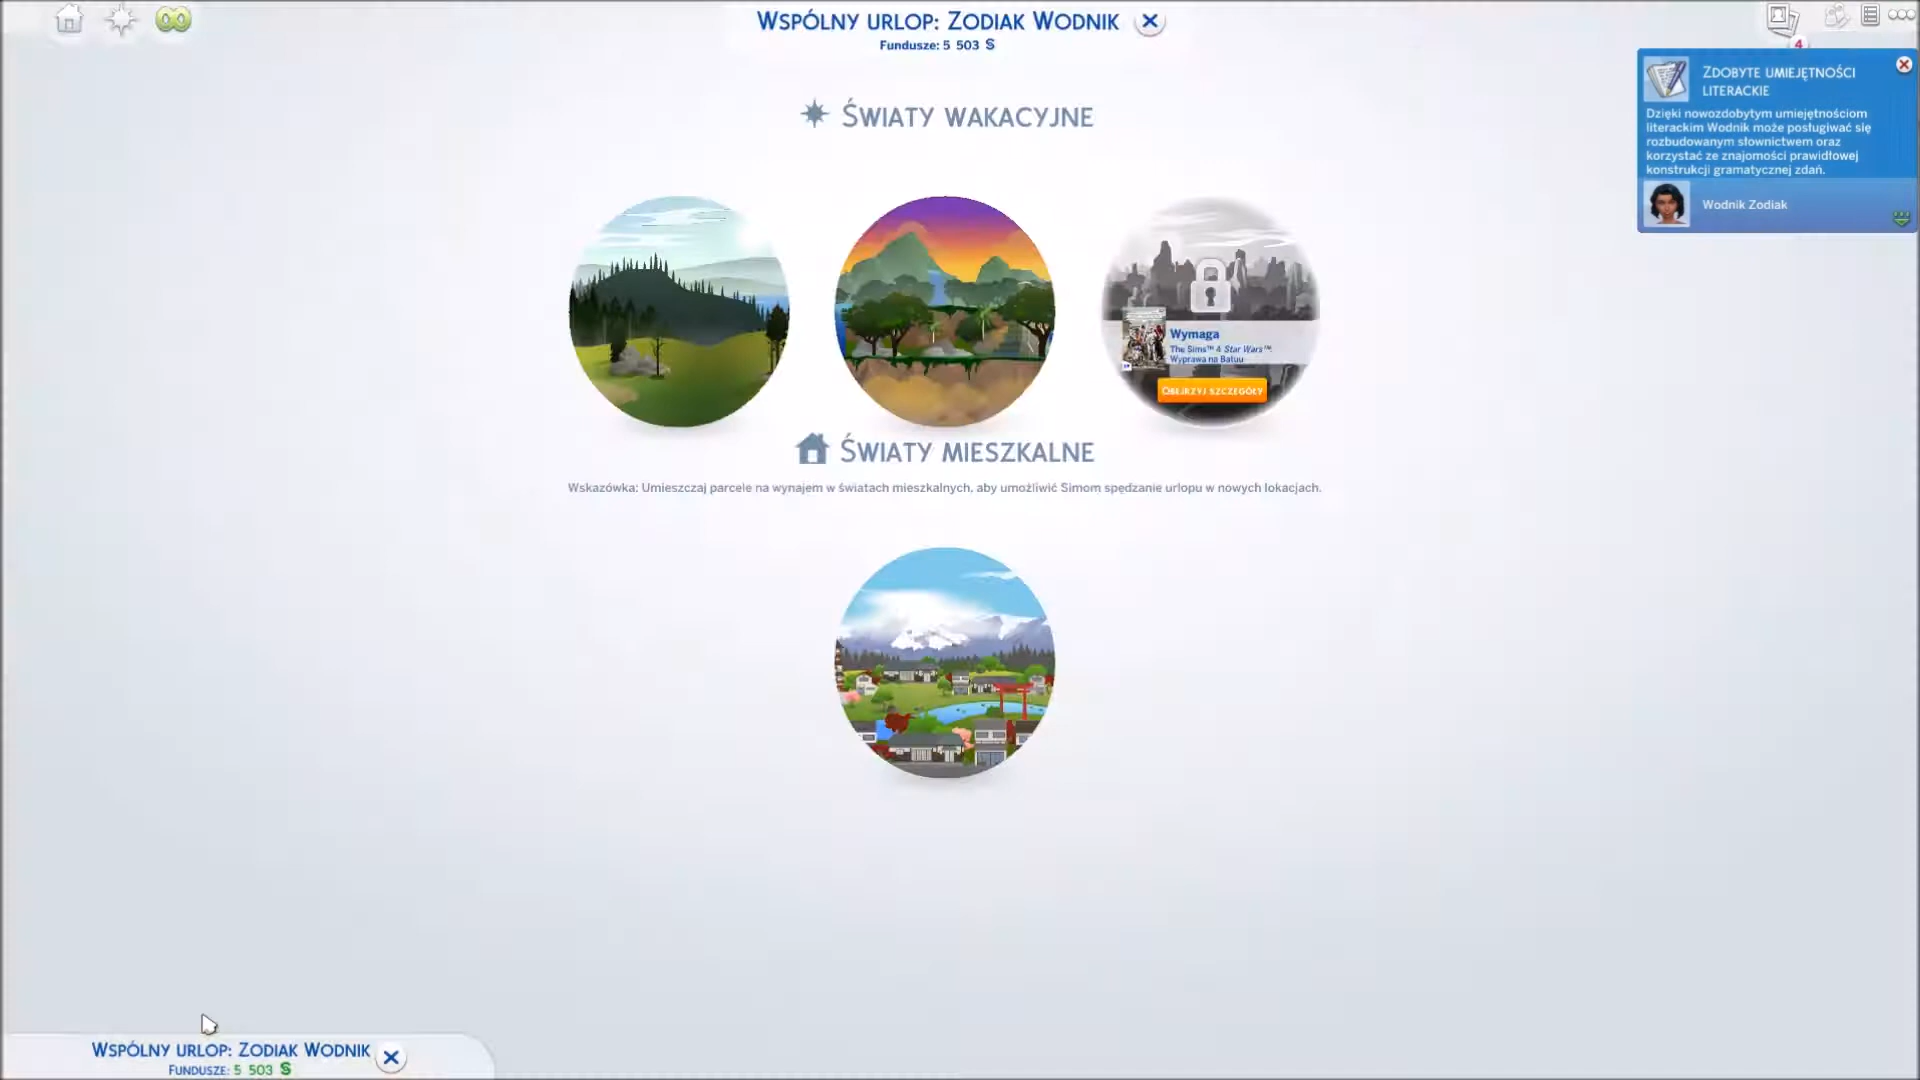 WSPÓLNY URLOP: ZODIAK WODNIK
Fundusze: 5 503 S
4
ZDOBYTE UMIEJĘTNOŚCI
LITERACKIE
Dzięki nowozdobytym umiejętnościom
literackim Wodnik może posługiwać się
rozbudowanym słownictwem oraz
korzystać ze znajomości prawidłowej
konstrukcji gramatycznej zdań.
Wodnik Zodiak
ŚWIATY WAKACYJNE
Wymaga
The Sims™ 4 Star Wars™:
Wyprawa na Batuu
OBEJRZYJ SZCZEGÓŁY
ŚWIATY MIESZKALNE
Wskazówka: Umieszczaj parcele na wynajem w światach mieszkalnych, aby umożliwić Simom spędzanie urlopu w nowych lokacjach.
WSPÓLNY URLOP: ZODIAK WODNIK
FUNDUSZE: 5 503 S